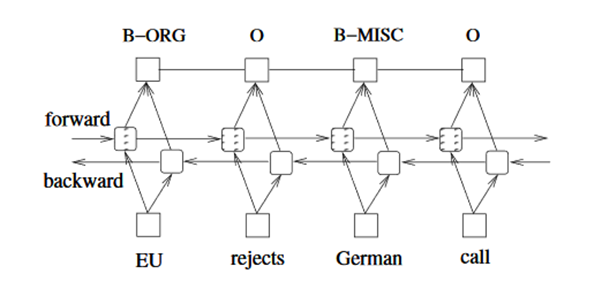 B-ORG O B-MISC O
forward
backward
EU rejects German call